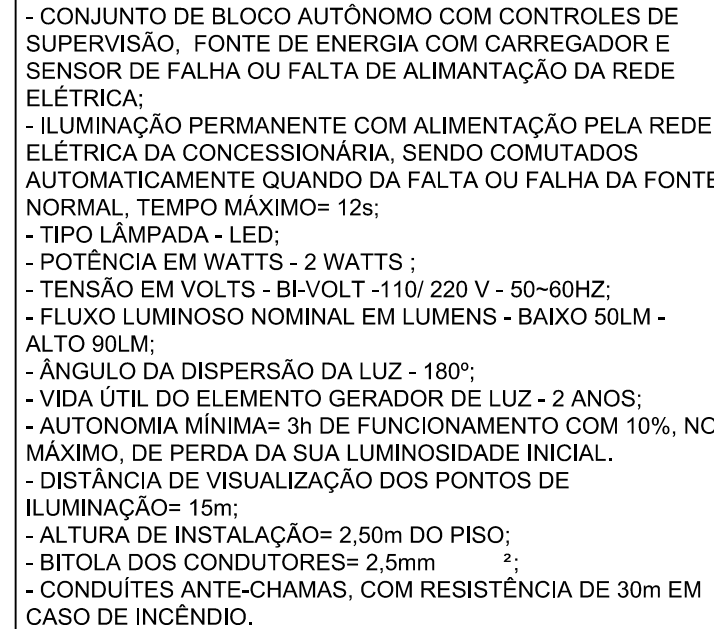 - CONJUNTO DE BLOCO AUTÔNOMO COM CONTROLES DE
SUPERVISÃO, FONTE DE ENERGIA COM CARREGADOR E
SENSOR DE FALHA OU FALTA DE ALIMANTAÇÃO DA REDE
ELÉTRICA;
- ILUMINAÇÃO PERMANENTE COM ALIMENTAÇÃO PELA REDE
ELÉTRICA DA CONCESSIONÁRIA, SENDO COMUTADOS
AUTOMATICAMENTE QUANDO DA FALTA OU FALHA DA FONTE
NORMAL, TEMPO MÁXIMO= 12s;
- TIPO LÂMPADA - LED;
- POTÊNCIA EM WATTS - 2 WATTS ;
- TENSÃO EM VOLTS - BI-VOLT -110/ 220 V - 50~60HZ;
- FLUXO LUMINOSO NOMINAL EM LUMENS - BAIXO 50LM -
ALTO 90LM;
- ÂNGULO DA DISPERSÃO DA LUZ - 180º;
- VIDA ÚTIL DO ELEMENTO GERADOR DE LUZ - 2 ANOS;
- AUTONOMIA MÍNIMA= 3h DE FUNCIONAMENTO COM 10%, NO
MÁXIMO, DE PERDA DA SUA LUMINOSIDADE INICIAL.
- DISTÂNCIA DE VISUALIZAÇÃO DOS PONTOS DE
ILUMINAÇÃO= 15m;
- ALTURA DE INSTALAÇÃO= 2,50m DO PISO;
- BITOLA DOS CONDUTORES= 2,5mm ²;
- CONDUÍTES ANTE-CHAMAS, COM RESISTÊNCIA DE 30m EM
CASO DE INCÊNDIO.